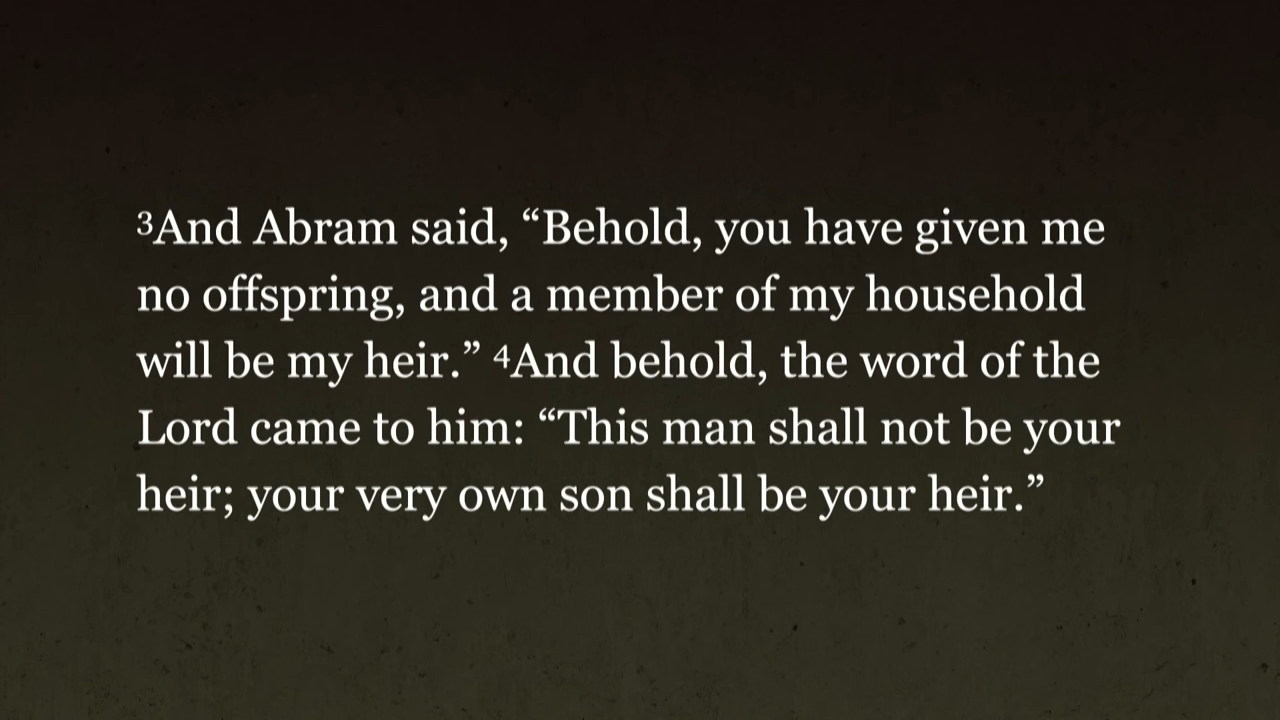 ³And Abram said, “Behold, you have given me
no offspring, and a member of my household
will be my heir.” ⁴And behold, the word of the
Lord came to him: “This man shall not be your
heir; your very own son shall be your heir.”